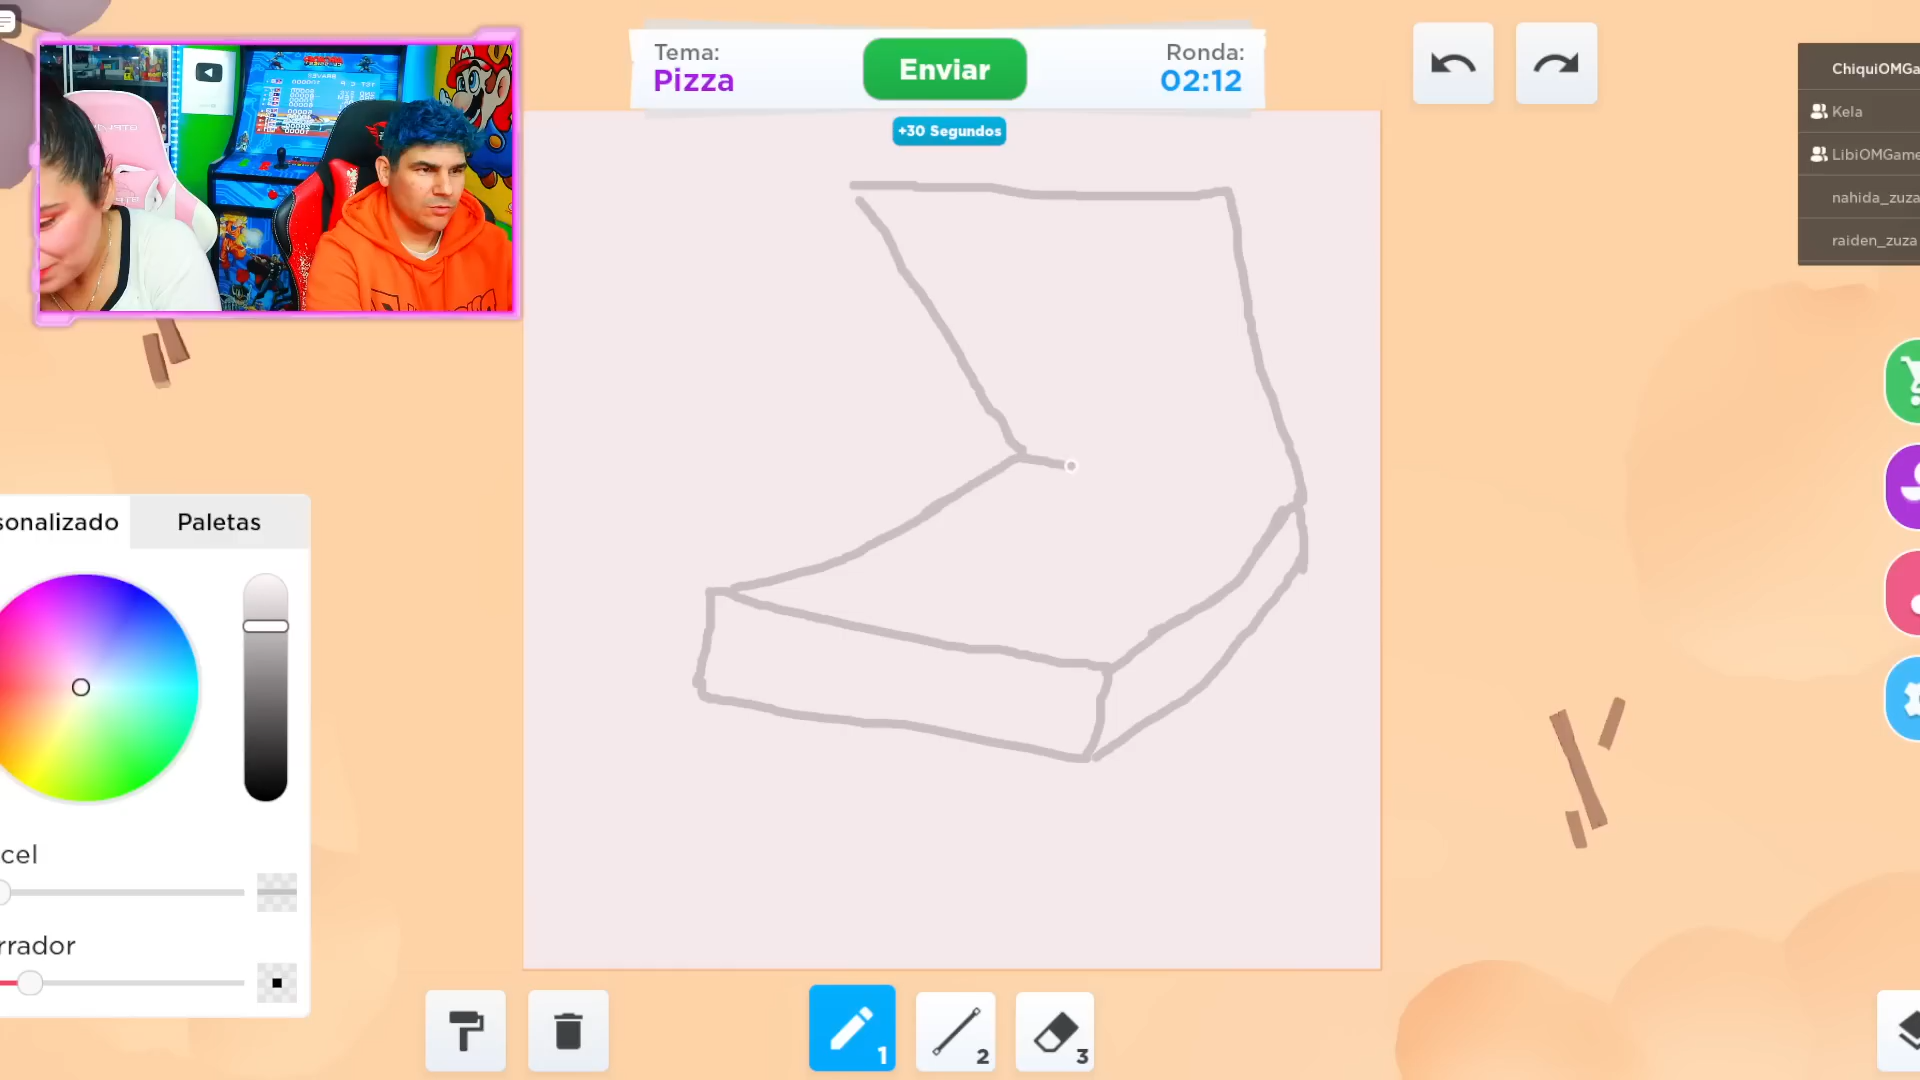 Tema:
Pizza
Enviar
Ronda:
02:12
+30 Segundos
ChiquiOMGa
Kela
LibiOMGame
nahida_zuza
raiden_zuza
sonalizado
Paletas
cel
rrador
1
2
3